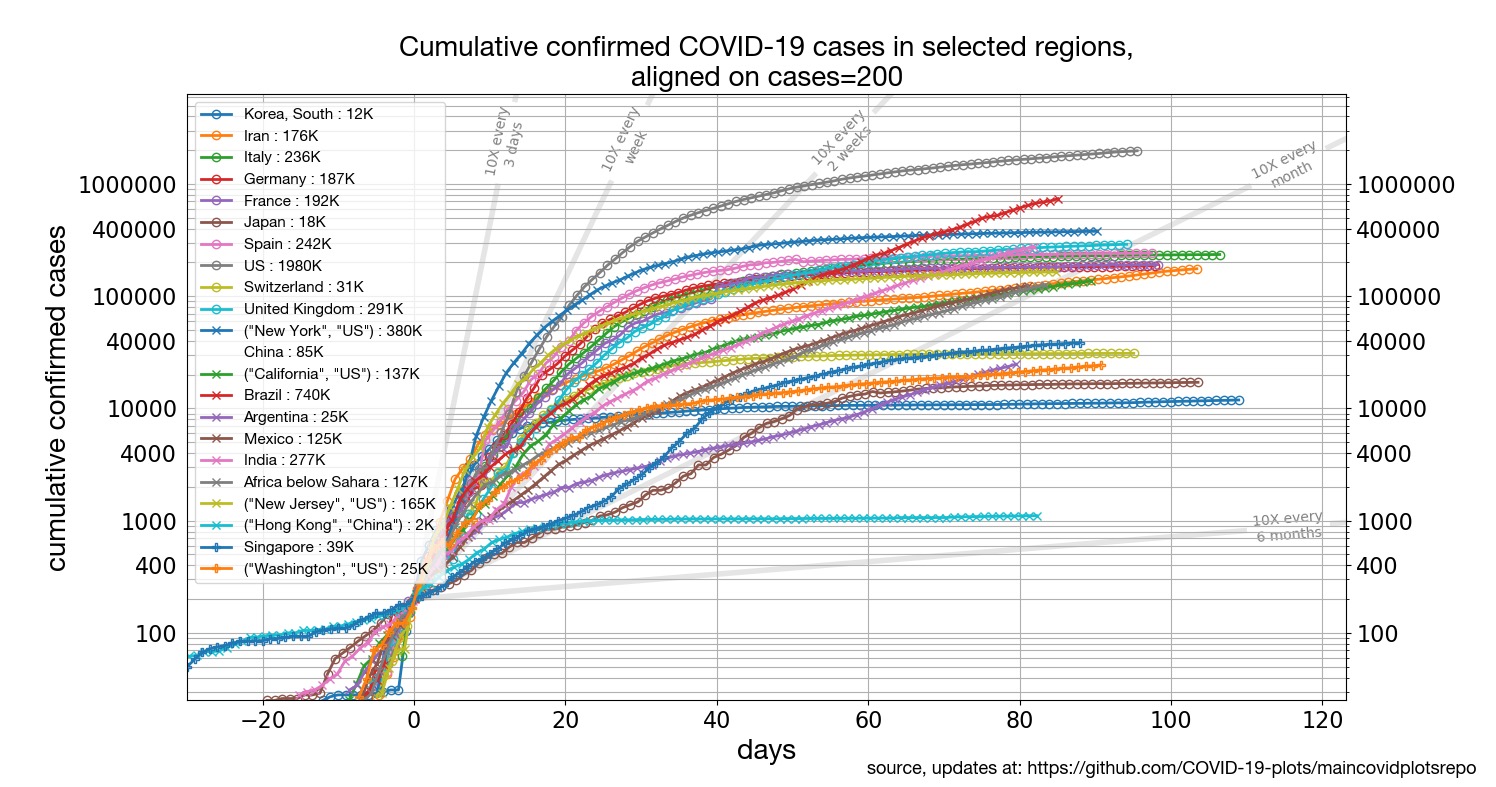 Cumulative confirmed COVID-19 cases in selected regions,
aligned on cases=200
10X every
3 days
10X every
week
10X every
2 weeks
10X every
month
10X every
6 months
Korea, South : 12K
Iran : 176K
Italy : 236K
Germany : 187K
France : 192K
Japan : 18K
Spain : 242K
US : 1980K
Switzerland : 31K
United Kingdom : 291K
("New York", "US") : 380K
China : 85K
("California", "US") : 137K
Brazil : 740K
Argentina : 25K
Mexico : 125K
India : 277K
Africa below Sahara : 127K
("New Jersey", "US") : 165K
("Hong Kong", "China") : 2K
Singapore : 39K
("Washington", "US") : 25K
cumulative confirmed cases
1000000
400000
100000
40000
10000
4000
1000
400
100
1000000
400000
100000
40000
10000
4000
1000
400
100
−20 0 20 40 60 80 100 120
days
source, updates at: https://github.com/COVID-19-plots/maincovidplotsrepo